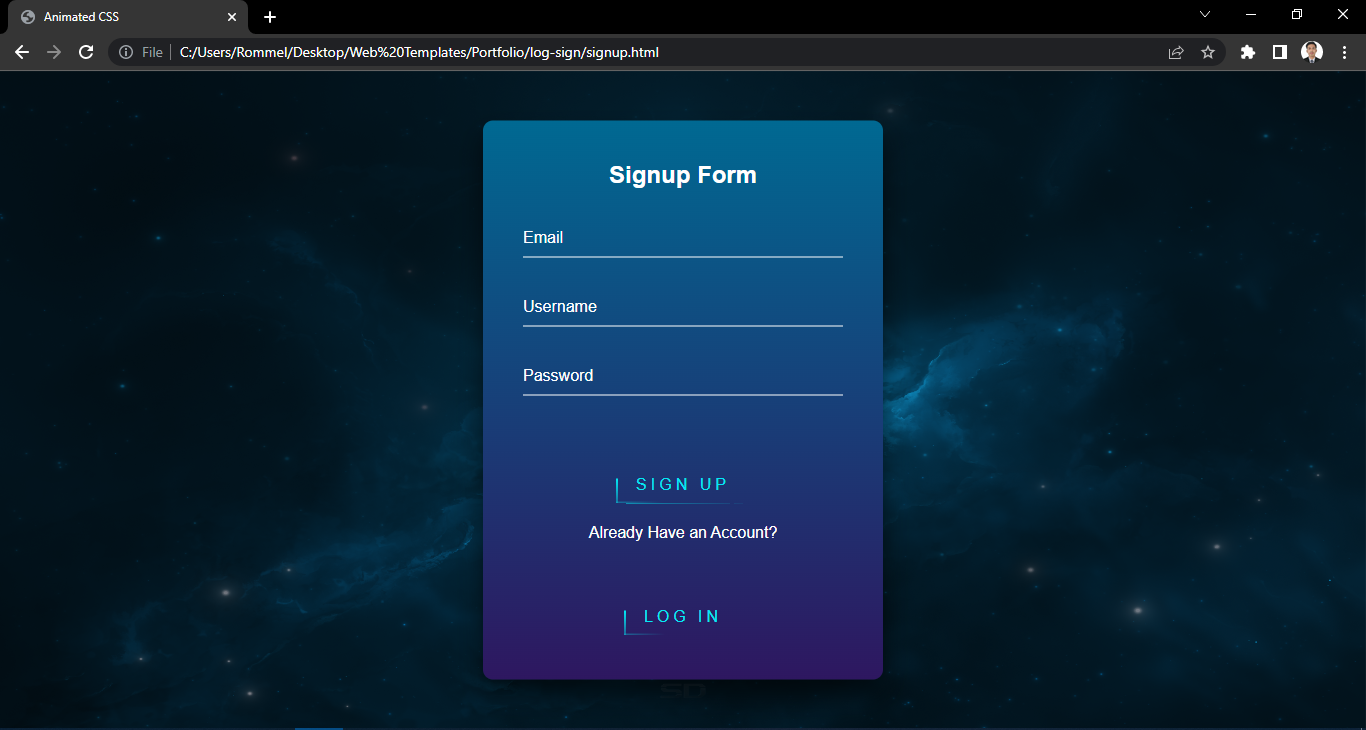 Animated CSS
File C:/Users/Rommel/Desktop/Web%20Templates/Portfolio/log-sign/signup.html
Signup Form
Email
Username
Password
SIGN UP
Already Have an Account?
LOG IN
SD